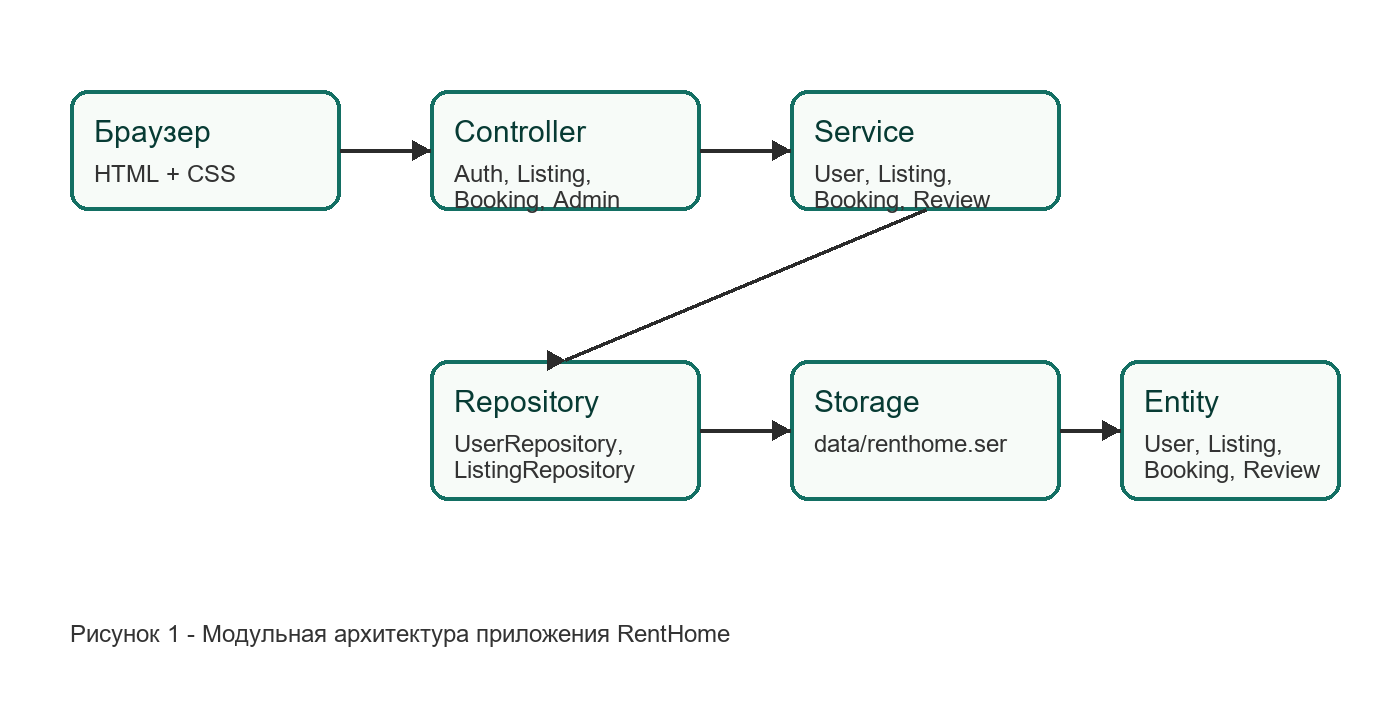 Браузер
HTML + CSS
Controller
Auth, Listing,
Booking, Admin
Service
User, Listing,
Booking, Review
Repository
UserRepository,
ListingRepository
Storage
data/renthome.ser
Entity
User, Listing,
Booking, Review
Рисунок 1 - Модульная архитектура приложения RentHome